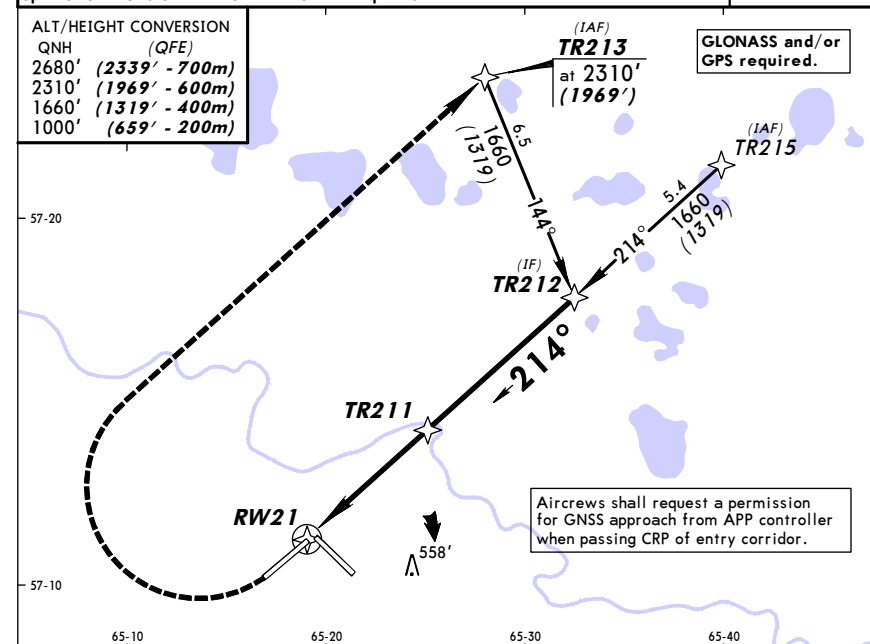 ALT/HEIGHT CONVERSION
QNH (QFE)
2680' (2339' - 700m)
2310' (1969' - 600m)
1660' (1319' - 400m)
1000' (659' - 200m)
(IAF)
TR213
at 2310'
(1969')
GLONASS and/or
GPS required.
(IAF)
TR215
6.5
1660
(1319)
144°
5.4
1660
(1319)
214°
57-20
(IF)
TR212
214°
TR211
RW21
558'
Aircrews shall request a permission
for GNSS approach from APP controller
when passing CRP of entry corridor.
57-10
65-10 65-20 65-30 65-40